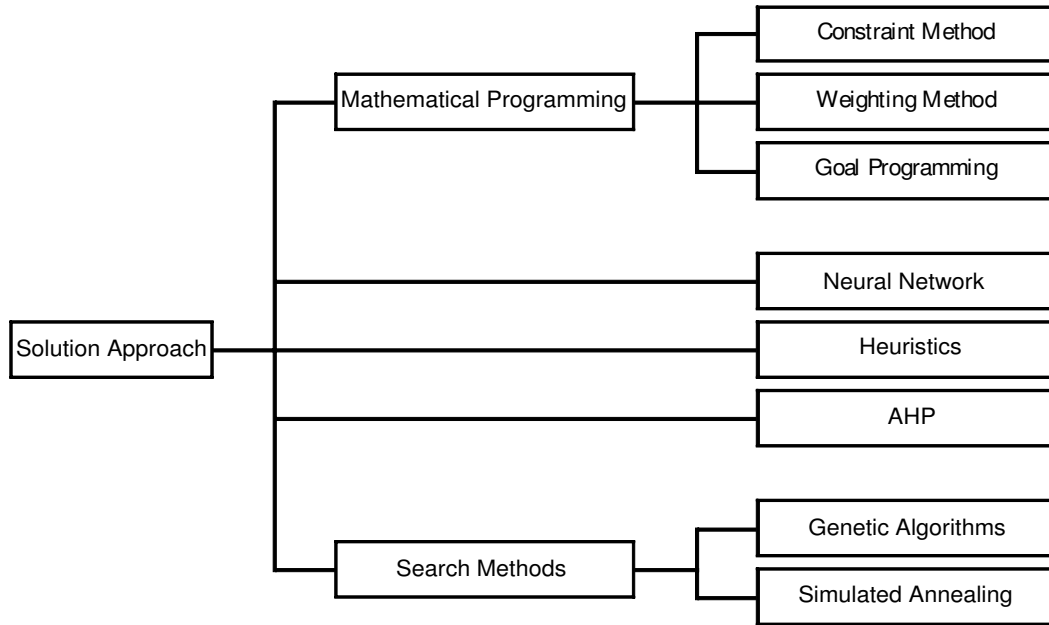 Constraint Method
Mathematical Programming
Weighting Method
Goal Programming
Neural Network
Solution Approach
Heuristics
AHP
Genetic Algorithms
Search Methods
Simulated Annealing